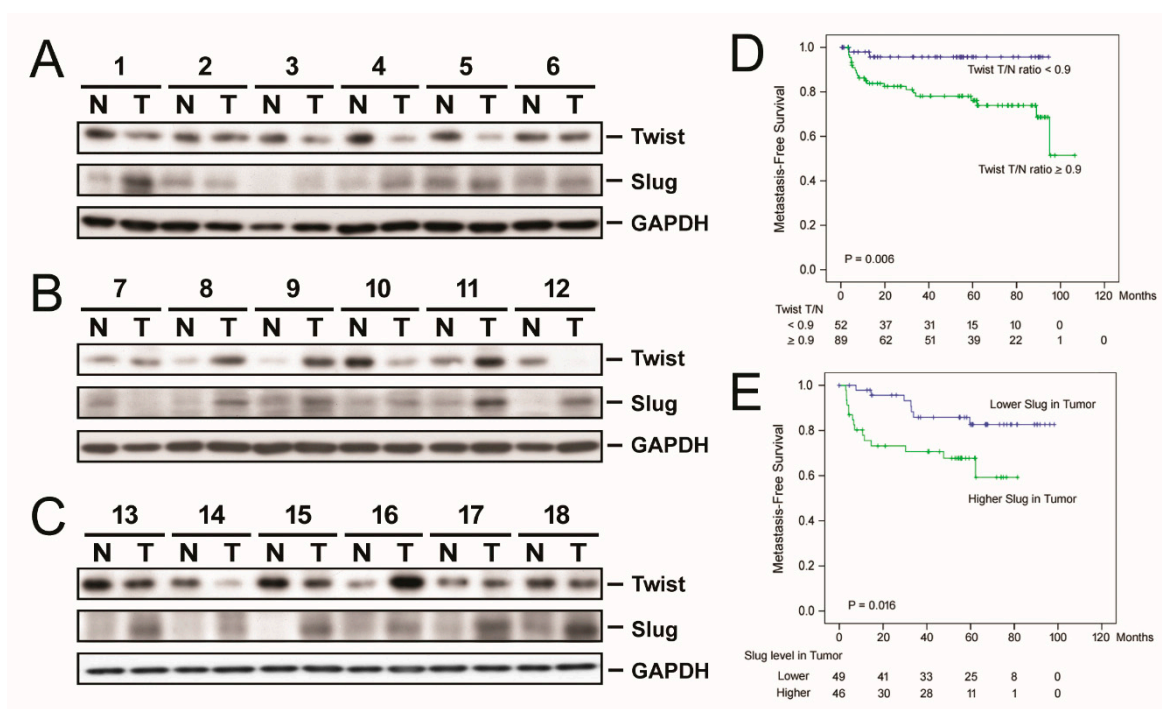 A
1 2 3 4 5 6
N T N T N T N T N T N T
Twist
Slug
GAPDH
B
7 8 9 10 11 12
N T N T N T N T N T N T
Twist
Slug
GAPDH
C
13 14 15 16 17 18
N T N T N T N T N T N T
Twist
Slug
GAPDH
D
Metastasis-Free Survival
1.0
0.8
0.6
0.4
0.2
0.0
Twist T/N ratio < 0.9
Twist T/N ratio ≥ 0.9
P = 0.006
0 20 40 60 80 100 120 Months
Twist T/N
< 0.9 52 37 31 15 10 0
≥ 0.9 89 62 51 39 22 1 0
E
Metastasis-Free Survival
1.0
0.8
0.6
0.4
0.2
0.0
Lower Slug in Tumor
Higher Slug in Tumor
P = 0.016
0 20 40 60 80 100 120 Months
Slug level in Tumor
Lower 49 41 33 25 8 0
Higher 46 30 28 11 1 0